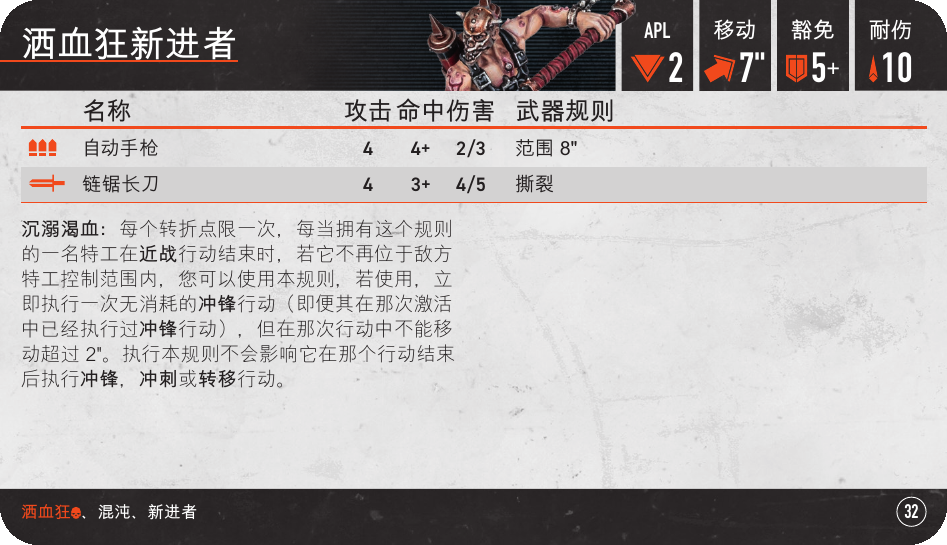 洒血狂新进者
APL 移动 豁免 耐伤
2 7" 5+ 10
名称 攻击 命中 伤害 武器规则
自动手枪 4 4+ 2/3 范围 8"
链锯长刀 4 3+ 4/5 撕裂
沉溺渴血：每个转折点限一次，每当拥有这个规则
的一名特工在近战行动结束时，若它不再位于敌方
特工控制范围内，您可以使用本规则，若使用，立
即执行一次无消耗的冲锋行动（即便其在那次激活
中已经执行过冲锋行动），但在那次行动中不能移
动超过 2"。执行本规则不会影响它在那个行动结束
后执行冲锋，冲刺或转移行动。
洒血狂、混沌、新进者
32